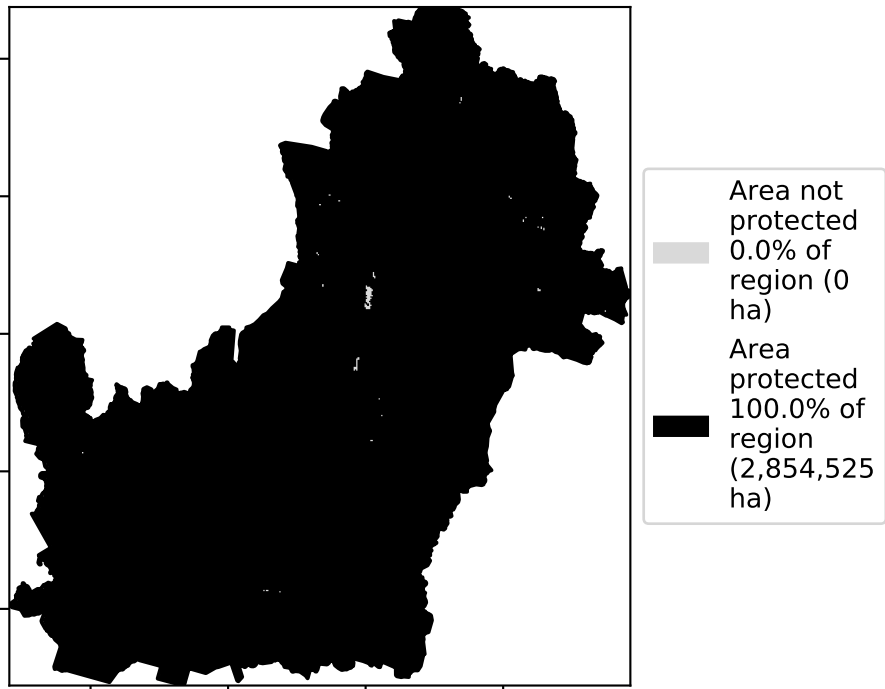 Area not
protected
0.0% of
region (0
ha)
Area
protected
100.0% of
region
(2,854,525
ha)